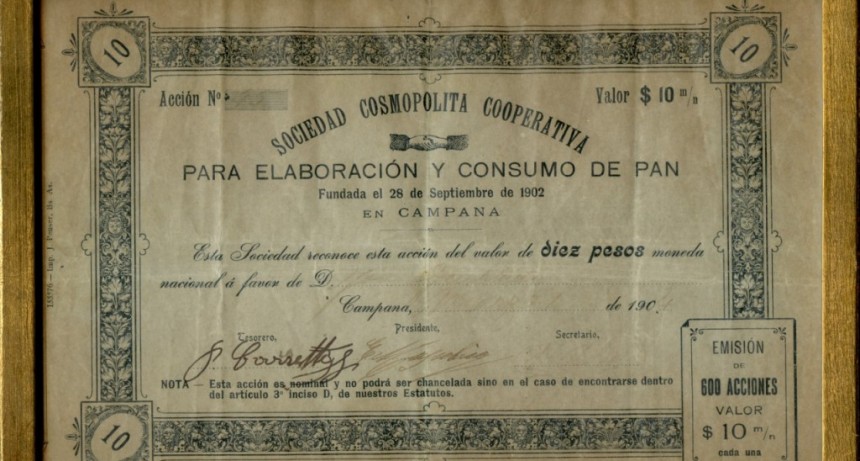 10
10
Acción Nº
Valor $ 10 m/n
SOCIEDAD COSMOPOLITA COOPERATIVA
PARA ELABORACIÓN Y CONSUMO DE PAN
Fundada el 28 de Septiembre de 1902
EN CAMPANA
Esta Sociedad reconoce esta acción del valor de diez pesos moneda
nacional á favor de D.
Campana, de 190
Tesorero, Presidente, Secretario,
NOTA — Esta acción es nominal y no podrá ser chancelada sino en el caso de encontrarse dentro
del artículo 3º inciso D, de nuestros Estatutos.
EMISIÓN
DE
600 ACCIONES
VALOR
$ 10 m/n
cada una
10